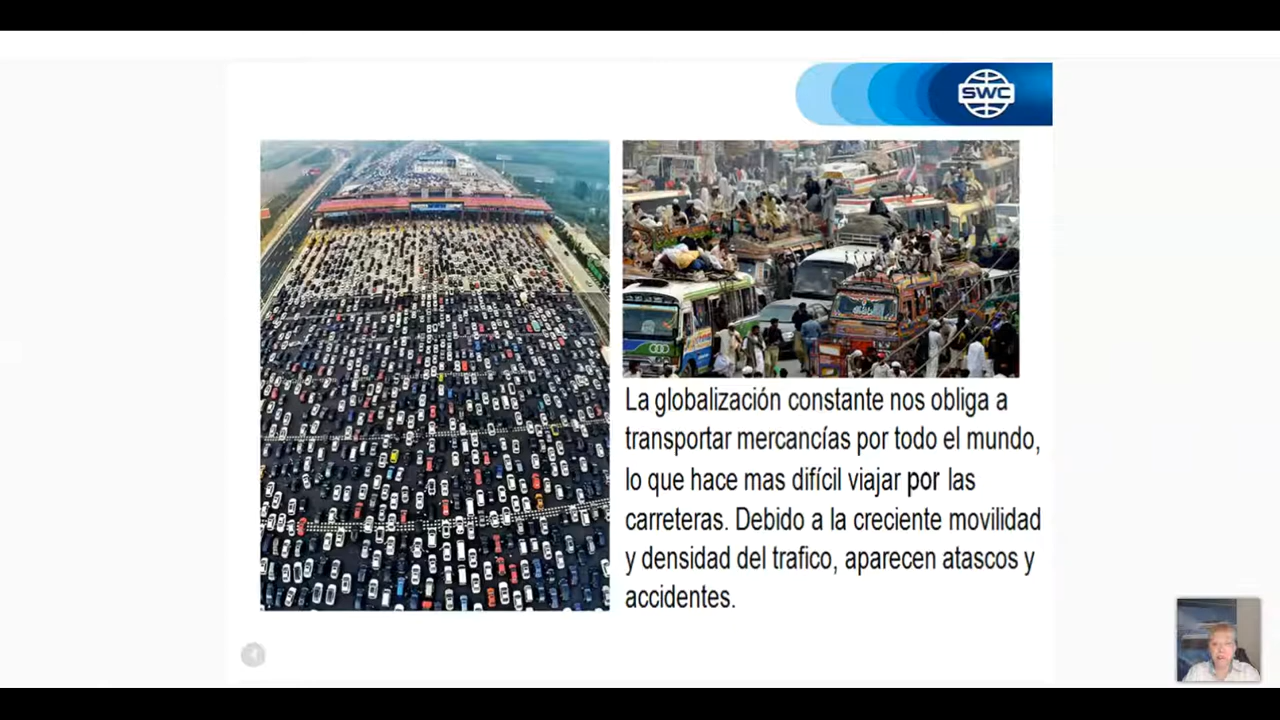 SWC
La globalización constante nos obliga a
transportar mercancías por todo el mundo,
lo que hace mas difícil viajar por las
carreteras. Debido a la creciente movilidad
y densidad del trafico, aparecen atascos y
accidentes.